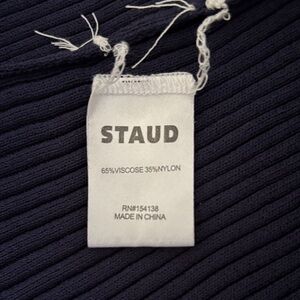 STAUD
65%VISCOSE 35%NYLON
RN#154138
MADE IN CHINA